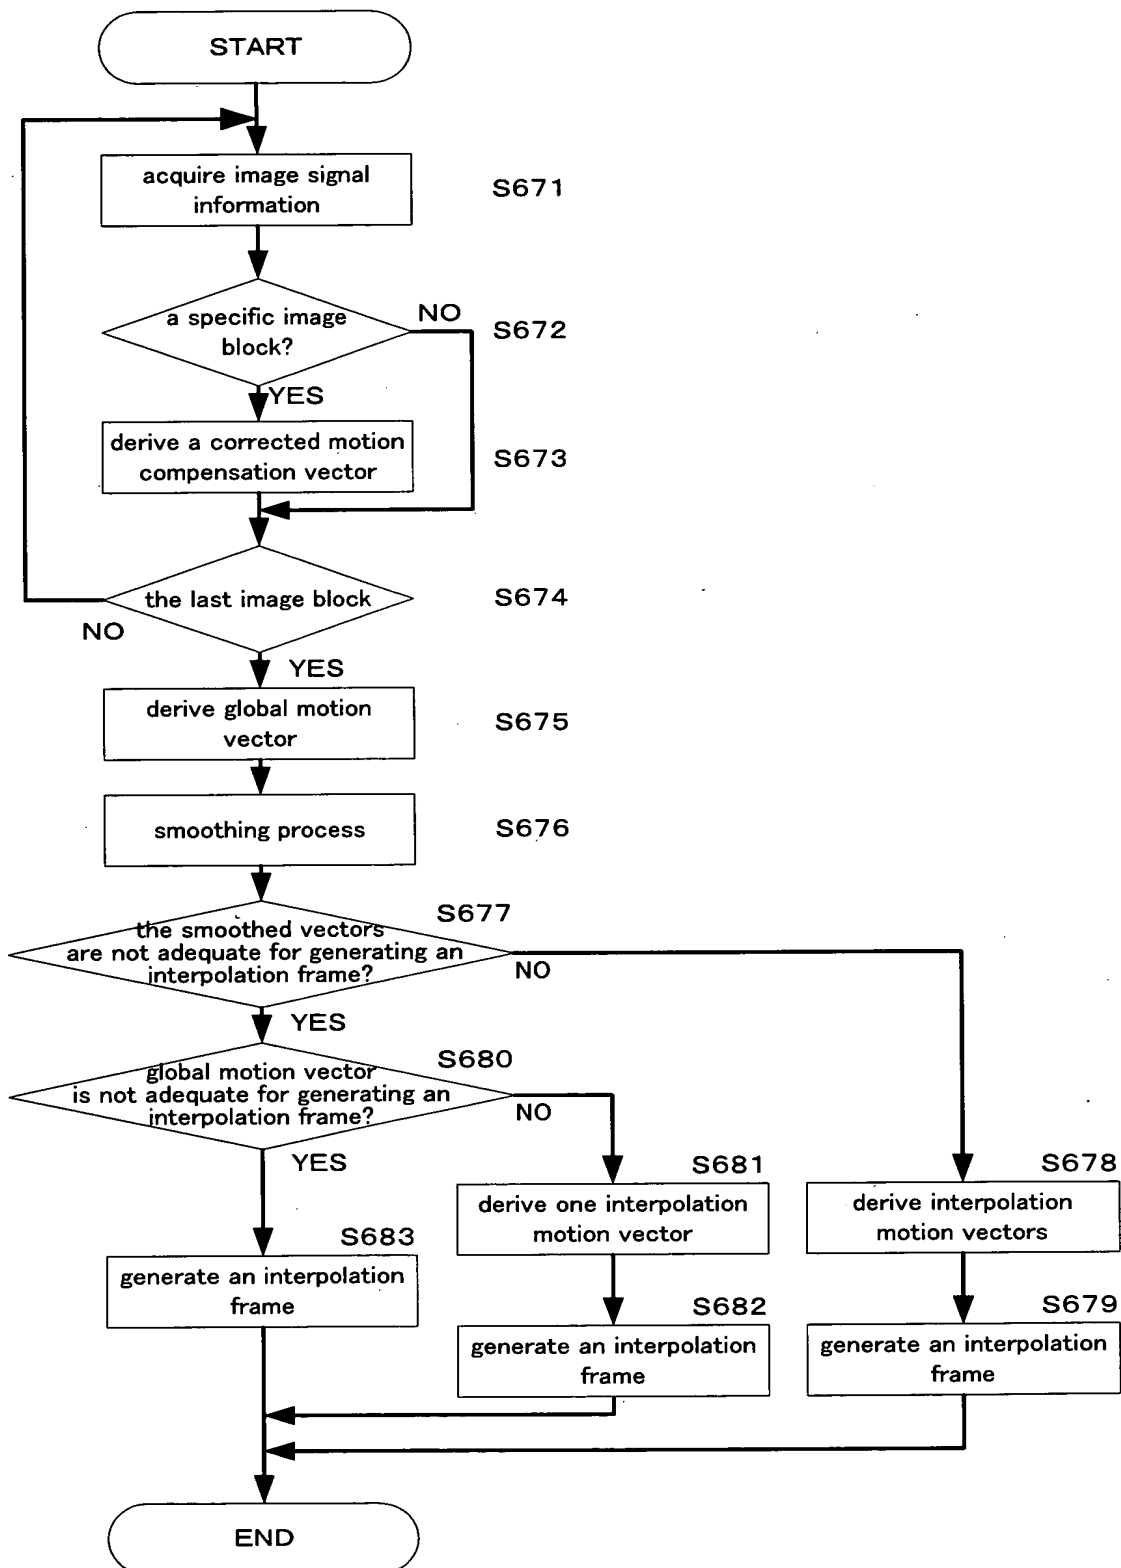 START
acquire image signal
information
S671
a specific image
block?
NO
S672
YES
derive a corrected motion
compensation vector
S673
the last image block
S674
NO
YES
derive global motion
vector
S675
smoothing process
S676
S677
the smoothed vectors
are not adequate for generating an
interpolation frame?
NO
YES
S680
global motion vector
is not adequate for generating an
interpolation frame?
NO
YES
S681
derive one interpolation
motion vector
S678
derive interpolation
motion vectors
S683
generate an interpolation
frame
S682
generate an interpolation
frame
S679
generate an interpolation
frame
END